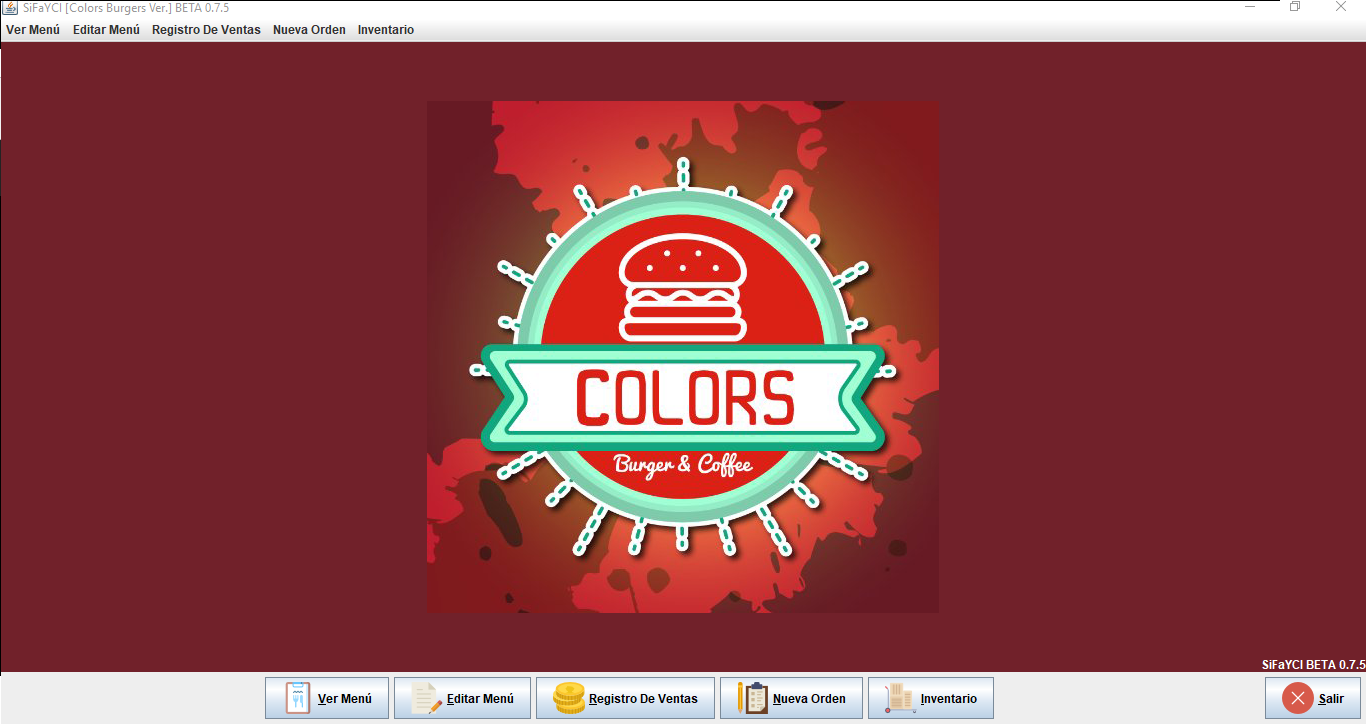 SiFaYCI [Colors Burgers Ver.] BETA 0.7.5
Ver Menú Editar Menú Registro De Ventas Nueva Orden Inventario
COLORS
Burger & Coffee
SiFaYCI BETA 0.7.5
Ver Menú Editar Menú Registro De Ventas Nueva Orden Inventario Salir